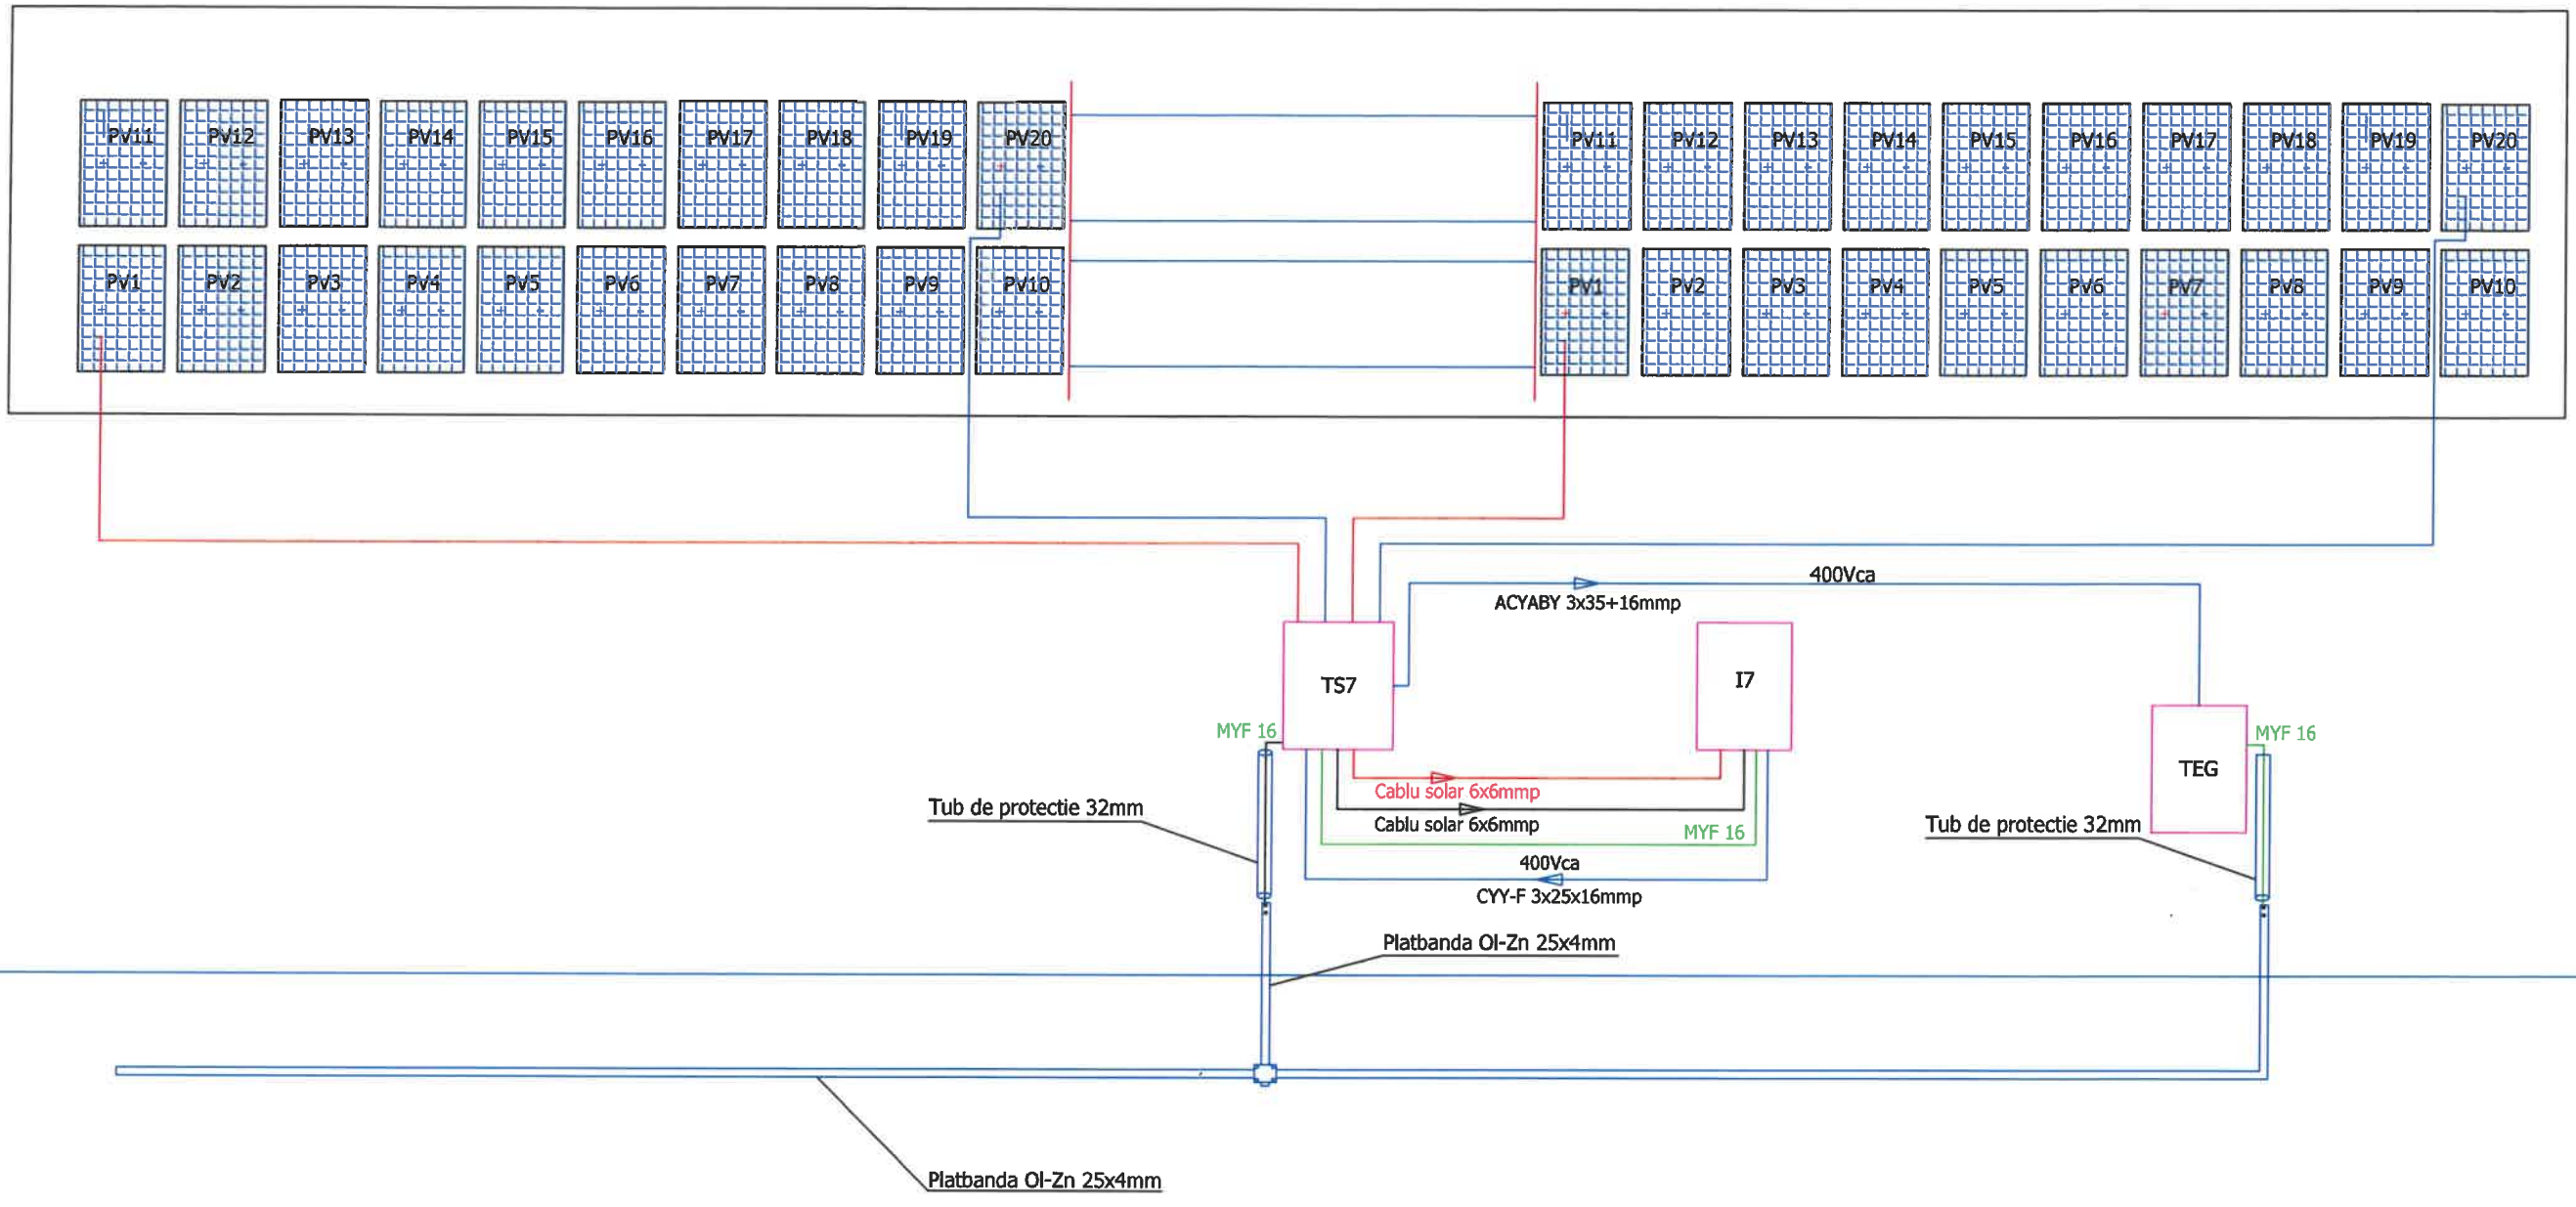 PV11 PV12 PV13 PV14 PV15 PV16 PV17 PV18 PV19 PV20
PV11 PV12 PV13 PV14 PV15 PV16 PV17 PV18 PV19 PV20
PV1 PV2 PV3 PV4 PV5 PV6 PV7 PV8 PV9 PV10
PV1 PV2 PV3 PV4 PV5 PV6 PV7 PV8 PV9 PV10
400Vca
ACYABY 3x35+16mmp
TS7
I7
MYF 16
MYF 16
TEG
Cablu solar 6x6mmp
Tub de protectie 32mm
Cablu solar 6x6mmp
MYF 16
Tub de protectie 32mm
400Vca
CYY-F 3x25x16mmp
Platbanda Ol-Zn 25x4mm
Platbanda Ol-Zn 25x4mm